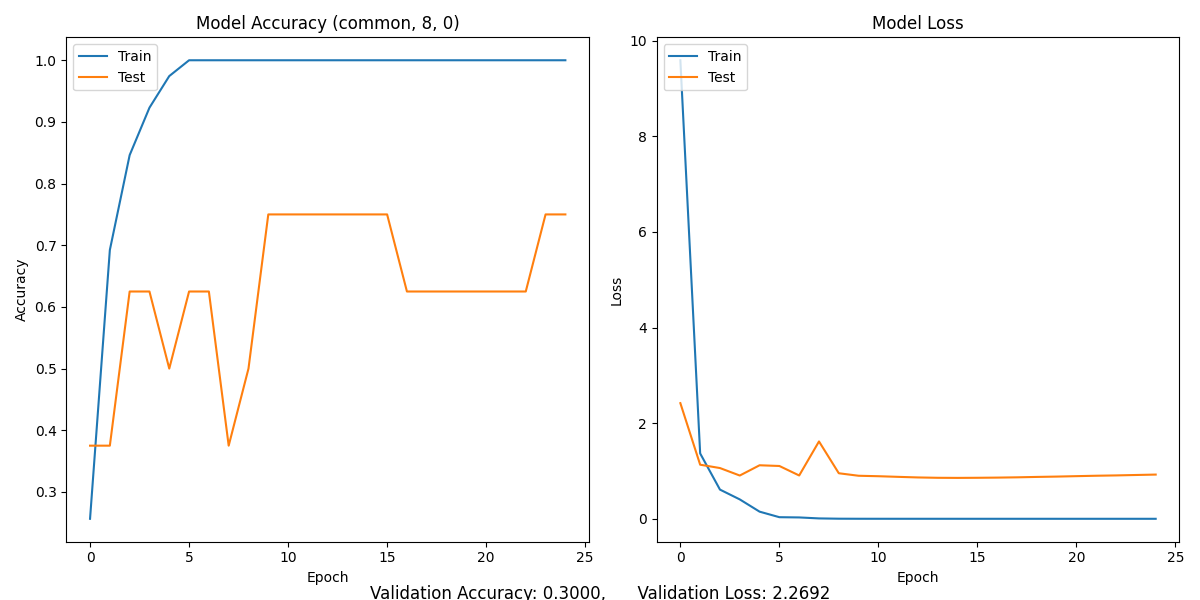 Model Accuracy (common, 8, 0)
Train
Test
1.0
0.9
0.8
0.7
0.6
0.5
0.4
0.3
Accuracy
0 5 10 15 20 25
Epoch
Model Loss
Train
Test
10
8
6
4
2
0
Loss
0 5 10 15 20 25
Epoch
Validation Accuracy: 0.3000, Validation Loss: 2.2692